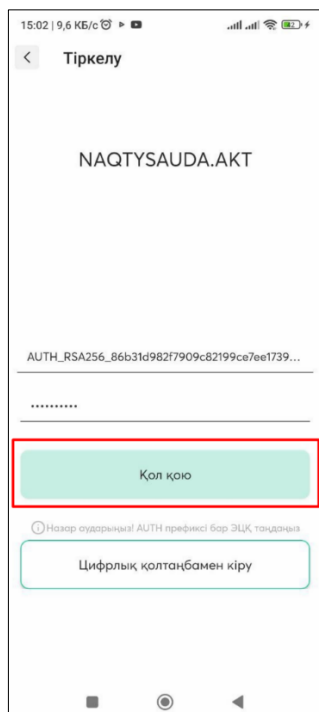 15:02 | 9,6 КБ/с
Тіркелу
NAQTYSAUDA.AKT
AUTH_RSA256_86b31d982f7909c82199ce7ee1739...
··········
Қол қою
Назар аударыңыз! AUTH префиксі бар ЭЦҚ таңдаңыз
Цифрлық қолтаңбамен кіру